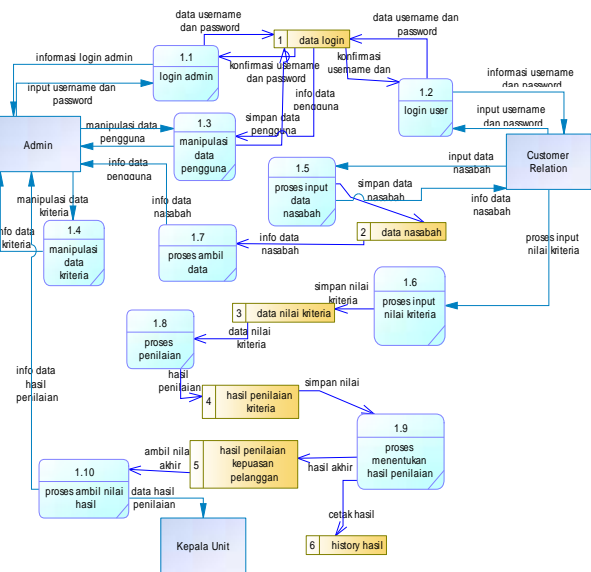 data username
dan password
1 data login
data username dan
password
informasi login admin
1.1
login admin
konfirmasi
username dan
konfirmasi username
dan password
1.2
login user
informasi username
dan password
input username dan
password
info data
pengguna
input username
dan password
Admin
manipulasi data
pengguna
1.3
manipulasi
data
pengguna
simpan data
pengguna
info data
pengguna
Customer
Relation
input data
nasabah
1.5
proses input
data
nasabah
simpan data
nasabah
info data
nasabah
manipulasi data
kriteria
info data
nasabah
info data
kriteria
1.4
manipulasi
data
kriteria
1.7
proses ambil
data
info data
nasabah
2 data nasabah
proses input
nilai kriteria
1.6
proses input
nilai kriteria
simpan nilai
kriteria
3 data nilai kriteria
1.8
proses
penilaian
data nilai
kriteria
info data
hasil
penilaian
hasil
penilaian
4 hasil penilaian
kriteria
simpan nilai
1.9
proses
menentukan
hasil penilaian
ambil nilai
akhir
5 hasil penilaian
kepuasan
pelanggan
hasil akhir
1.10
proses ambil nilai
hasil
data hasil
penilaian
cetak hasil
Kepala Unit
6 history hasil